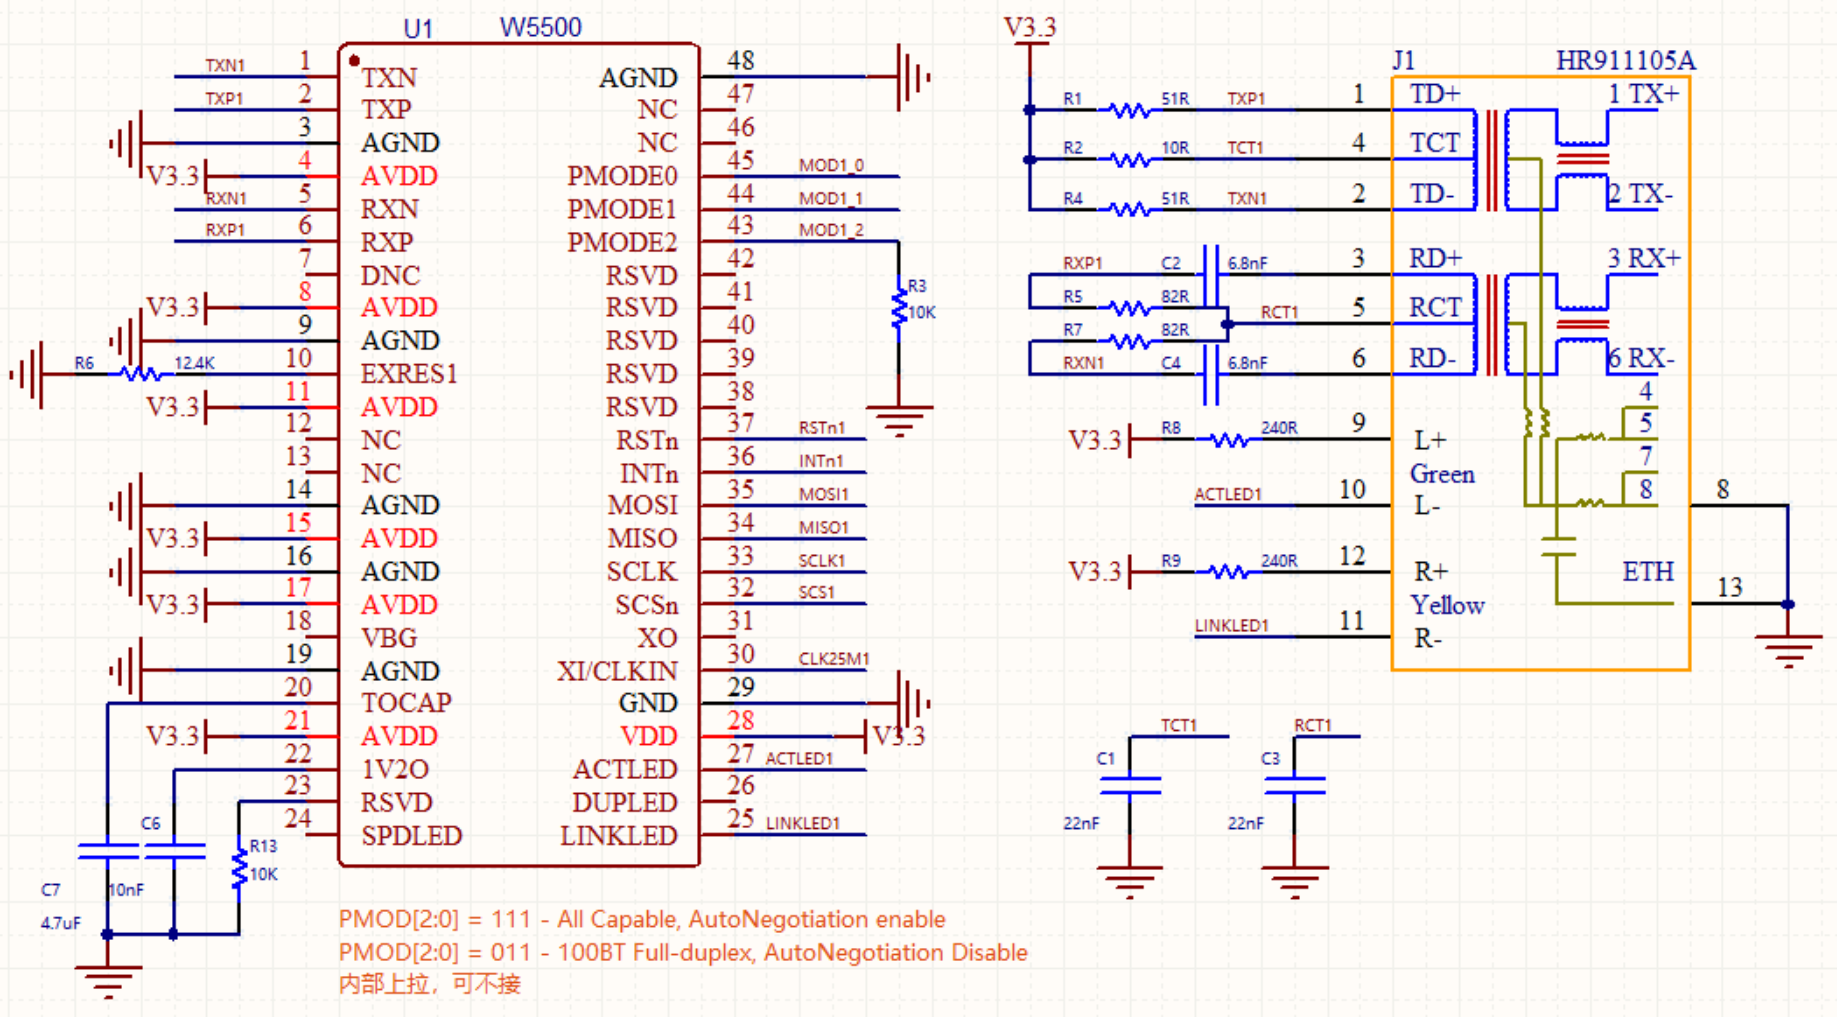 U1 W5500
TXN1 1 TXN
TXP1 2 TXP
3 AGND
V3.3 4 AVDD
RXN1 5 RXN
RXP1 6 RXP
7 DNC
V3.3 8 AVDD
9 AGND
R6 12.4K 10 EXRES1
V3.3 11 AVDD
12 NC
13 NC
14 AGND
V3.3 15 AVDD
16 AGND
V3.3 17 AVDD
18 VBG
19 AGND
20 TOCAP
V3.3 21 AVDD
22 1V2O
23 RSVD
24 SPDLED
AGND 48
NC 47
NC 46
PMODE0 45 MOD1_0
PMODE1 44 MOD1_1
PMODE2 43 MOD1_2
RSVD 42
RSVD 41
RSVD 40
RSVD 39
RSVD 38
RSTn 37 RSTn1
INTn 36 INTn1
MOSI 35 MOSI1
MISO 34 MISO1
SCLK 33 SCLK1
SCSn 32 SCS1
XO 31
XI/CLKIN 30 CLK25M1
GND 29
VDD 28 V3.3
ACTLED 27 ACTLED1
DUPLED 26
LINKLED 25 LINKLED1
R3
10K
C6
10nF
C7
4.7uF
R13
10K
PMOD[2:0] = 111 - All Capable, AutoNegotiation enable
PMOD[2:0] = 011 - 100BT Full-duplex, AutoNegotiation Disable
内部上拉，可不接
V3.3
J1 HR911105A
R1 51R TXP1 1 TD+ 1 TX+
R2 10R TCT1 4 TCT
R4 51R TXN1 2 TD- 2 TX-
RXP1 C2 6.8nF 3 RD+ 3 RX+
R5 82R RCT1 5 RCT
R7 82R
RXN1 C4 6.8nF 6 RD- 6 RX-
4
5
7
8
V3.3 R8 240R 9 L+
Green
ACTLED1 10 L- 8
V3.3 R9 240R 12 R+ ETH 13
Yellow
LINKLED1 11 R-
TCT1
C1
22nF
RCT1
C3
22nF